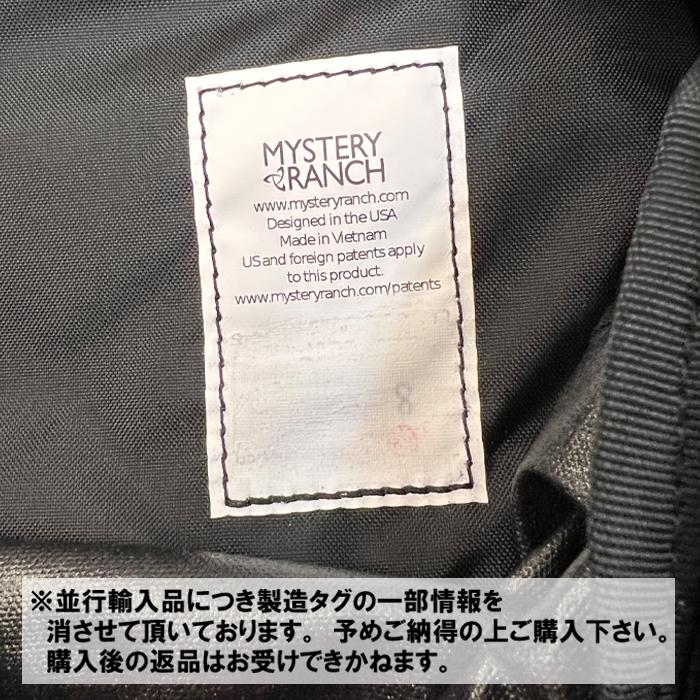 MYSTERY
RANCH
www.mysteryranch.com
Designed in the USA
Made in Vietnam
US and foreign patents apply
to this product.
www.mysteryranch.com/patents
8
※並行輸入品につき製造タグの一部情報を
消させて頂いております。 予めご納得の上ご購入下さい。
購入後の返品はお受けできかねます。